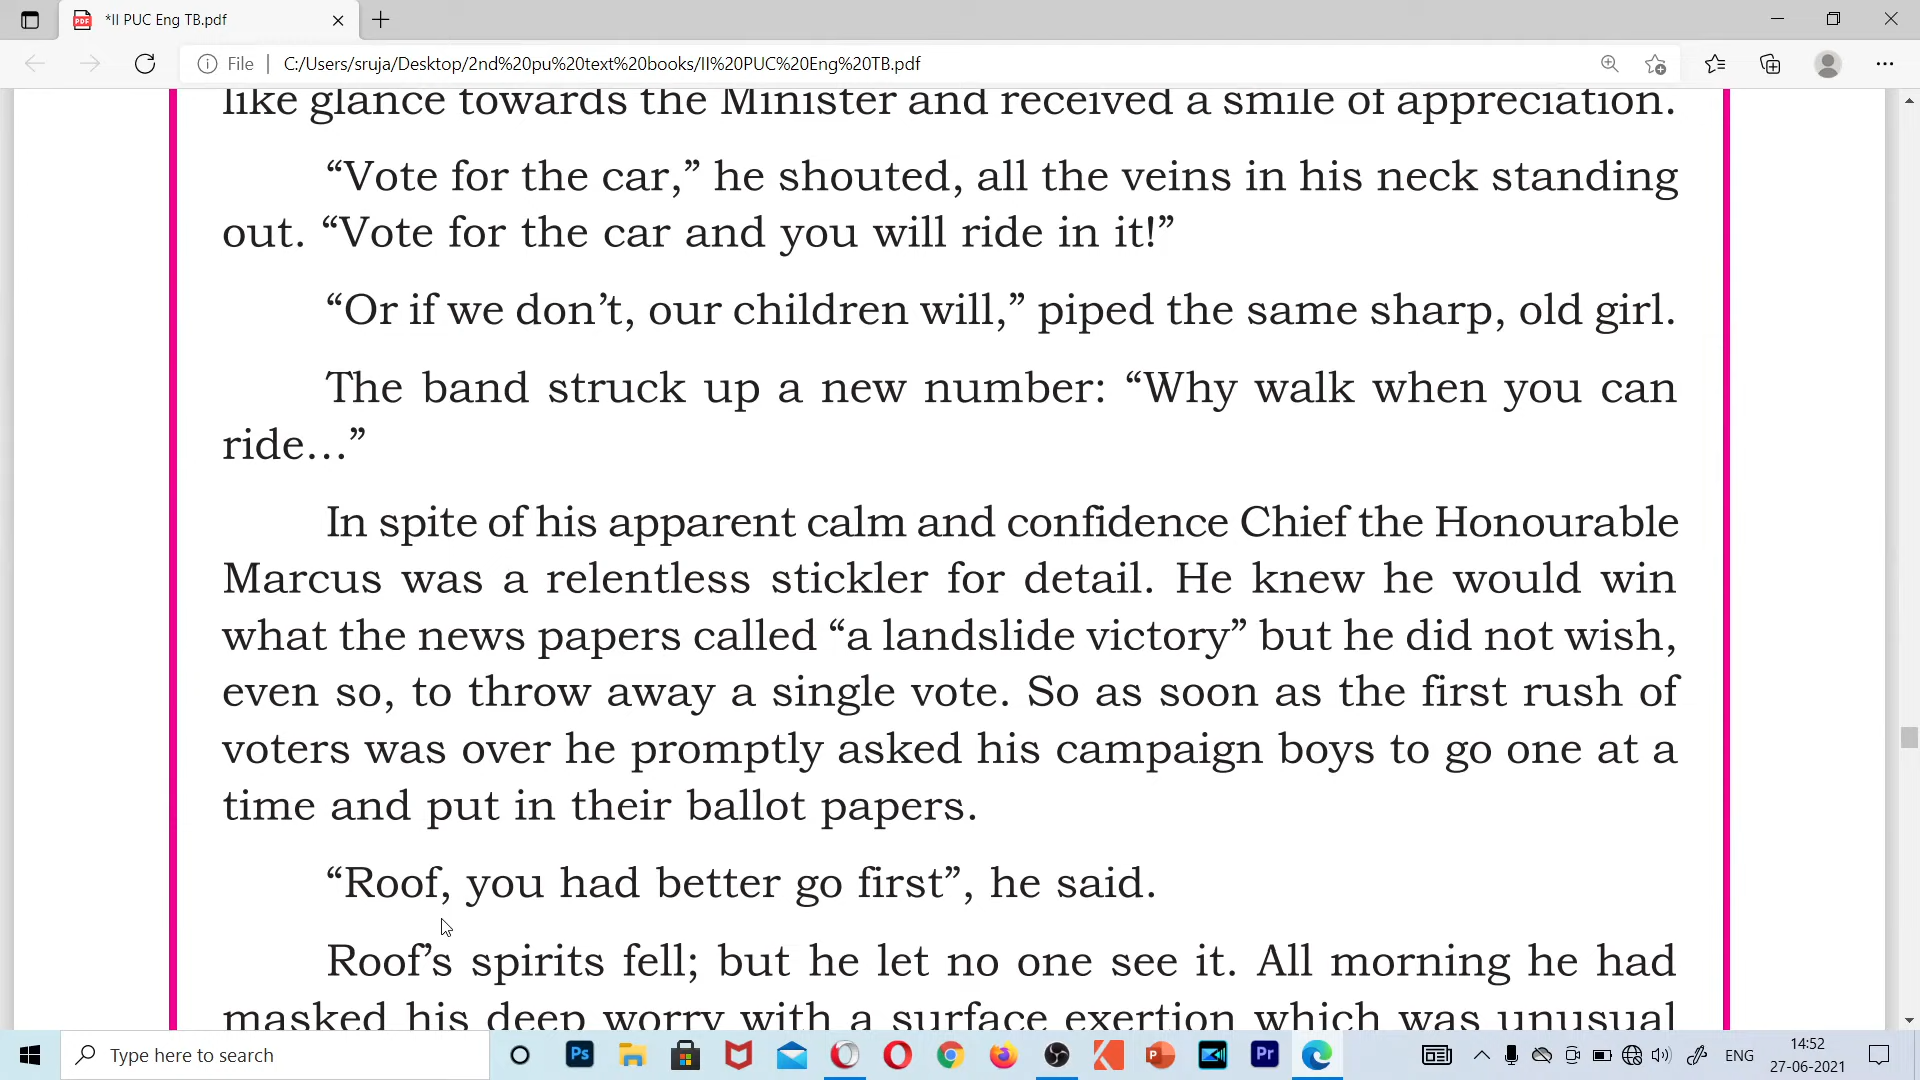 *II PUC Eng TB.pdf
File | C:/Users/sruja/Desktop/2nd%20pu%20text%20books/II%20PUC%20Eng%20TB.pdf
like glance towards the Minister and received a smile of appreciation.
“Vote for the car,” he shouted, all the veins in his neck standing
out. “Vote for the car and you will ride in it!”
“Or if we don’t, our children will,” piped the same sharp, old girl.
The band struck up a new number: “Why walk when you can
ride…”
In spite of his apparent calm and confidence Chief the Honourable
Marcus was a relentless stickler for detail. He knew he would win
what the news papers called “a landslide victory” but he did not wish,
even so, to throw away a single vote. So as soon as the first rush of
voters was over he promptly asked his campaign boys to go one at a
time and put in their ballot papers.
“Roof, you had better go first”, he said.
Roof’s spirits fell; but he let no one see it. All morning he had
masked his deep worry with a surface exertion which was unusual
Type here to search
Ps
Pr
ENG
14:52
27-06-2021